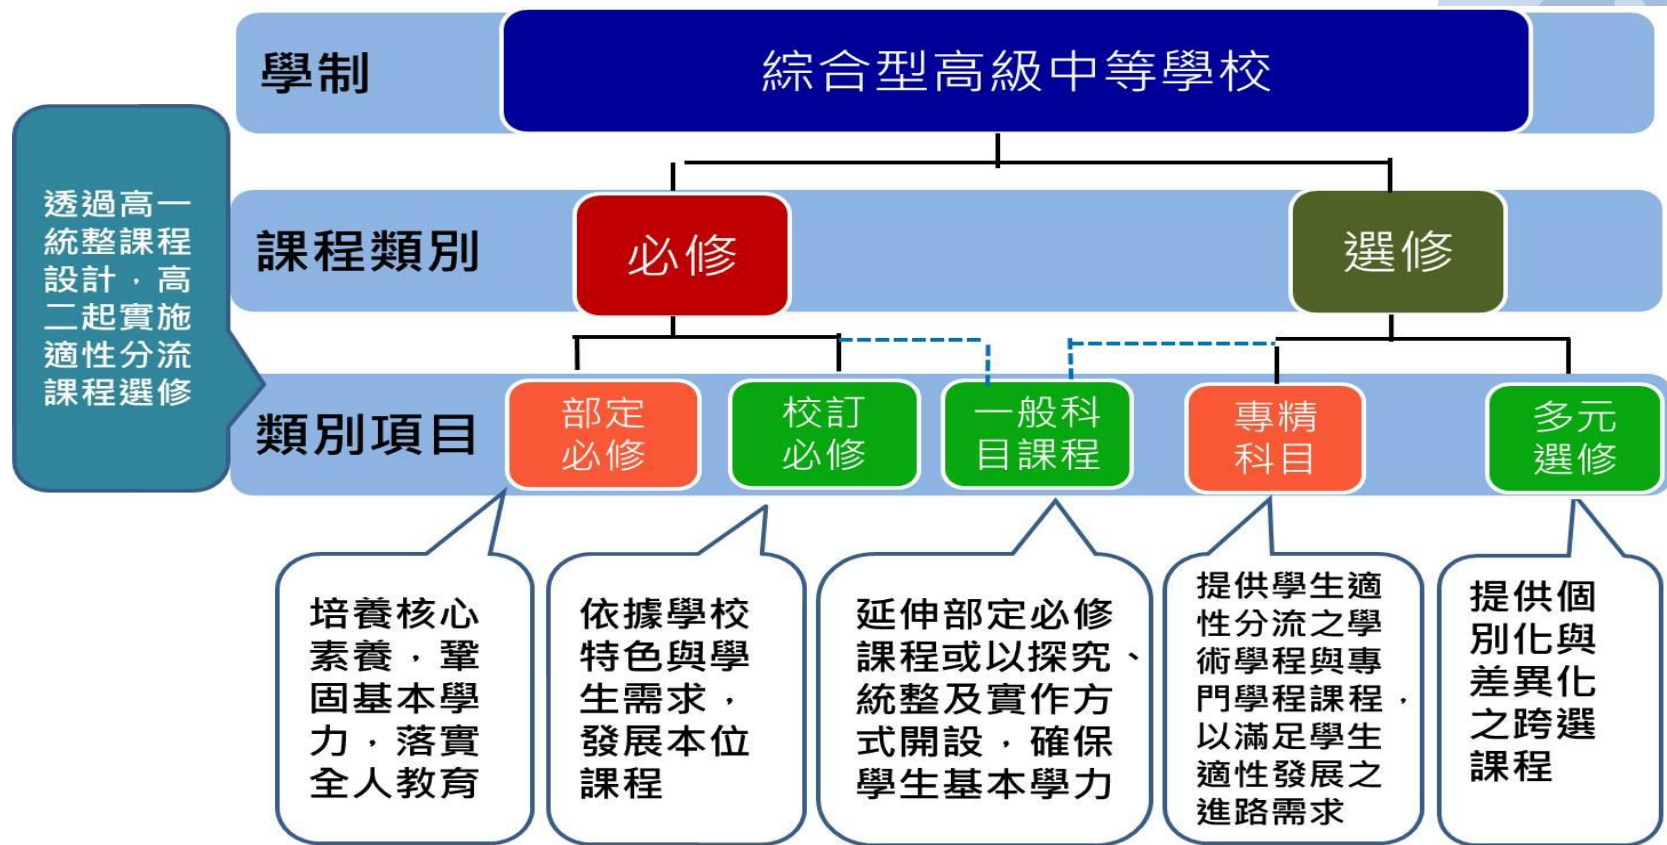 學制
綜合型高級中等學校
透過高一
統整課程
設計，高
二起實施
適性分流
課程選修
課程類別
必修
選修
類別項目
部定
必修
校訂
必修
一般科
目課程
專精
科目
多元
選修
培養核心
素養，鞏
固基本學
力，落實
全人教育
依據學校
特色與學
生需求，
發展本位
課程
延伸部定必修
課程或以探究、
統整及實作方
式開設，確保
學生基本學力
提供學生適
性分流之學
術學程與專
門學程課程，
以滿足學生
適性發展之
進路需求
提供個
別化與
差異化
之跨選
課程